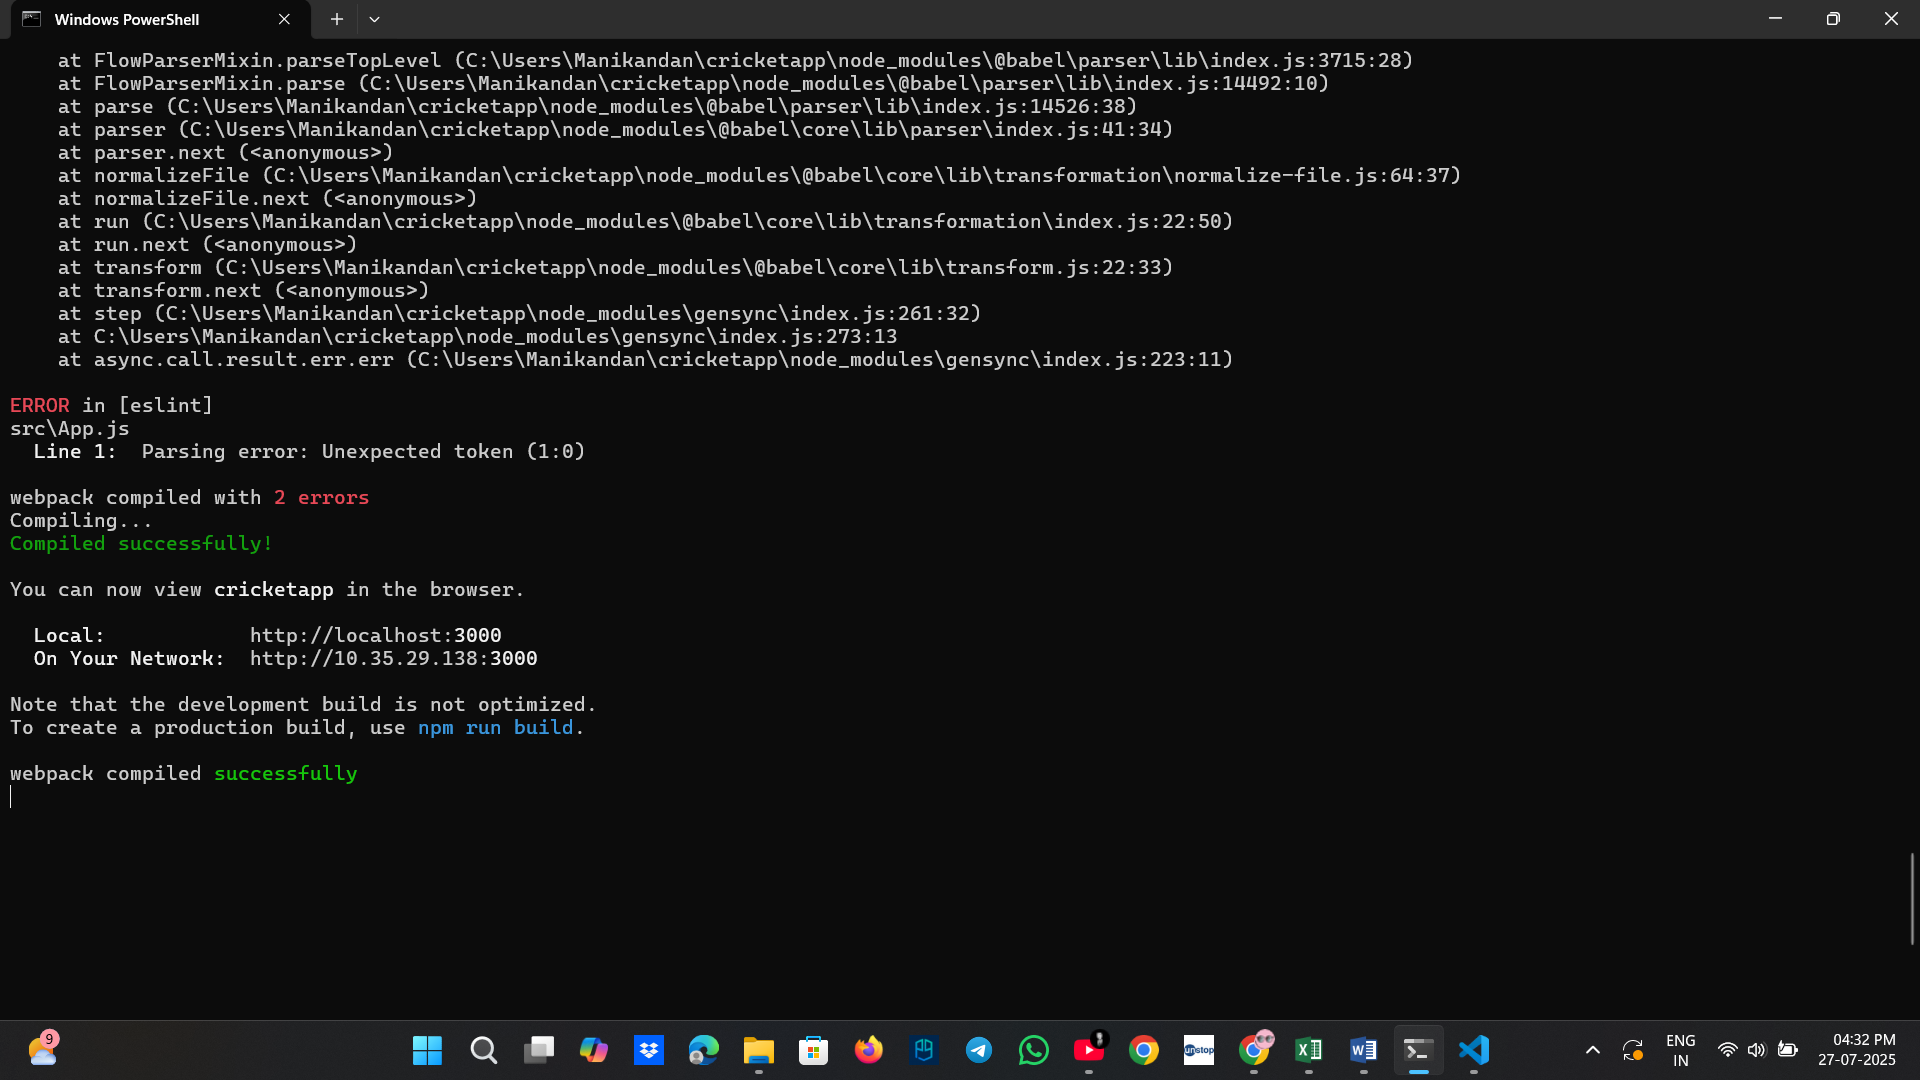 Windows PowerShell
at FlowParserMixin.parseTopLevel (C:\Users\Manikandan\cricketapp\node_modules\@babel\parser\lib\index.js:3715:28)
at FlowParserMixin.parse (C:\Users\Manikandan\cricketapp\node_modules\@babel\parser\lib\index.js:14492:10)
at parse (C:\Users\Manikandan\cricketapp\node_modules\@babel\parser\lib\index.js:14526:38)
at parser (C:\Users\Manikandan\cricketapp\node_modules\@babel\core\lib\parser\index.js:41:34)
at parser.next (<anonymous>)
at normalizeFile (C:\Users\Manikandan\cricketapp\node_modules\@babel\core\lib\transformation\normalize-file.js:64:37)
at normalizeFile.next (<anonymous>)
at run (C:\Users\Manikandan\cricketapp\node_modules\@babel\core\lib\transformation\index.js:22:50)
at run.next (<anonymous>)
at transform (C:\Users\Manikandan\cricketapp\node_modules\@babel\core\lib\transform.js:22:33)
at transform.next (<anonymous>)
at step (C:\Users\Manikandan\cricketapp\node_modules\gensync\index.js:261:32)
at C:\Users\Manikandan\cricketapp\node_modules\gensync\index.js:273:13
at async.call.result.err.err (C:\Users\Manikandan\cricketapp\node_modules\gensync\index.js:223:11)
ERROR in [eslint]
src\App.js
Line 1:  Parsing error: Unexpected token (1:0)
webpack compiled with 2 errors
Compiling...
Compiled successfully!
You can now view cricketapp in the browser.
Local:            http://localhost:3000
On Your Network:  http://10.35.29.138:3000
Note that the development build is not optimized.
To create a production build, use npm run build.
webpack compiled successfully
9
unstop
ENG
IN
04:32 PM
27-07-2025